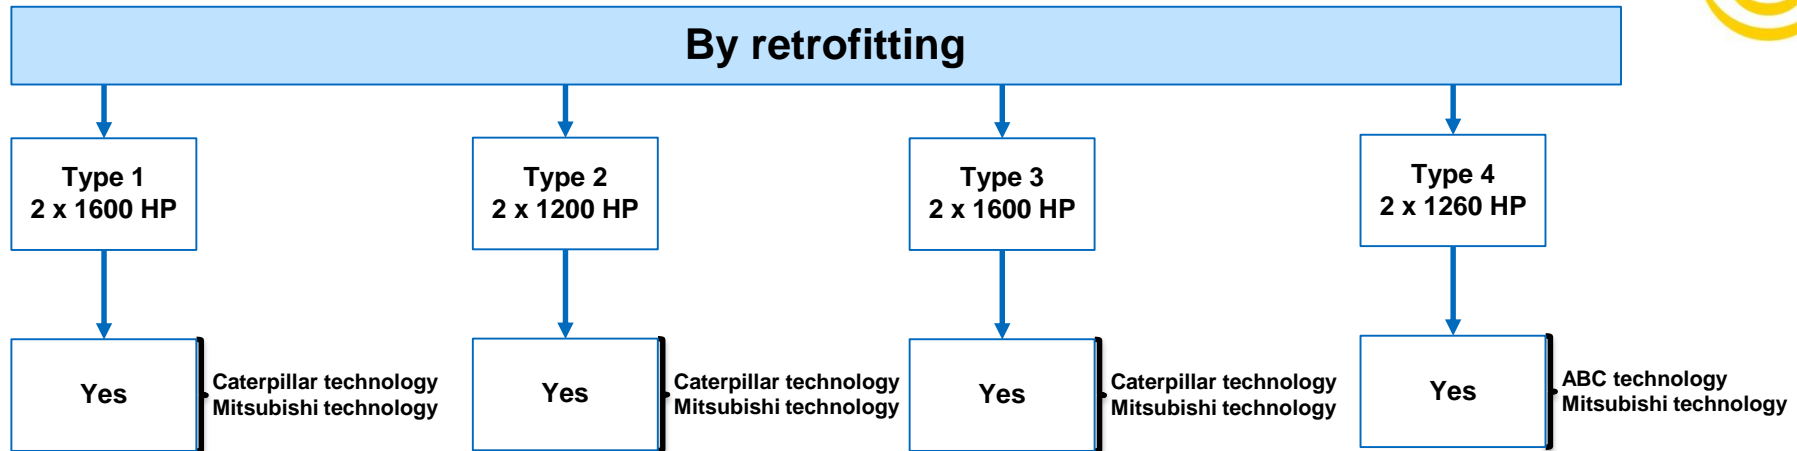 By retrofitting
Type 1
2 x 1600 HP
Type 2
2 x 1200 HP
Type 3
2 x 1600 HP
Type 4
2 x 1260 HP
Yes
Caterpillar technology
Mitsubishi technology
Yes
Caterpillar technology
Mitsubishi technology
Yes
Caterpillar technology
Mitsubishi technology
Yes
ABC technology
Mitsubishi technology